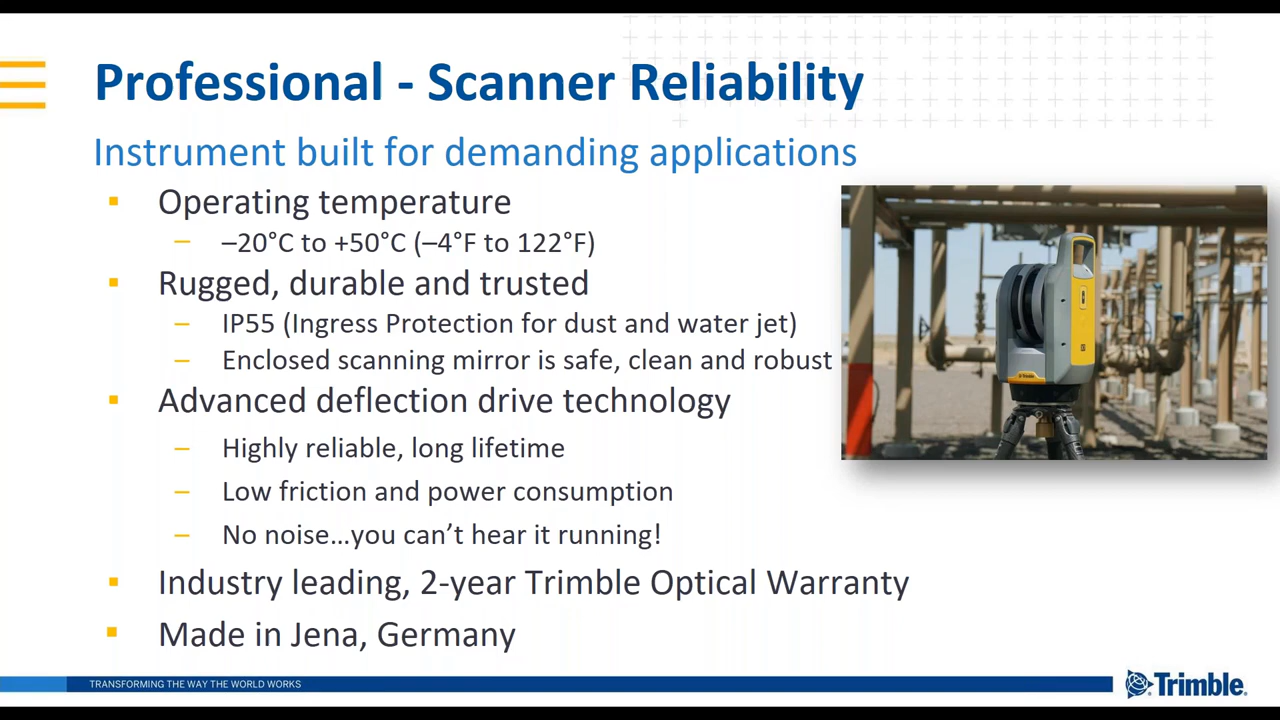 Professional - Scanner Reliability
Instrument built for demanding applications
▪ Operating temperature
– –20°C to +50°C (–4°F to 122°F)
▪ Rugged, durable and trusted
– IP55 (Ingress Protection for dust and water jet)
– Enclosed scanning mirror is safe, clean and robust
▪ Advanced deflection drive technology
– Highly reliable, long lifetime
– Low friction and power consumption
– No noise…you can’t hear it running!
▪ Industry leading, 2-year Trimble Optical Warranty
▪ Made in Jena, Germany
Trimble
TRANSFORMING THE WAY THE WORLD WORKS
Trimble.